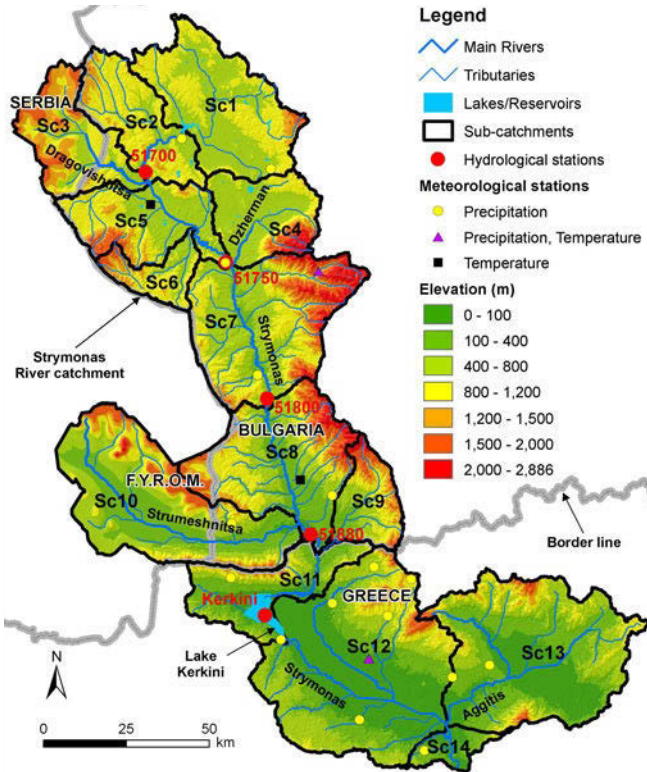 Legend
Main Rivers
Tributaries
Lakes/Reservoirs
Sub-catchments
Hydrological stations
Meteorological stations
Precipitation
Precipitation, Temperature
Temperature
Elevation (m)
0 - 100
100 - 400
400 - 800
800 - 1,200
1,200 - 1,500
1,500 - 2,000
2,000 - 2,886
SERBIA
Sc1
Sc2
Sc3
51700
Dragovishtitsa
Sc5
Dzherman
Sc4
Sc6
51750
Sc7
Strymonas
River catchment
Strymonas
51800
BULGARIA
Sc8
F.Y.R.O.M.
Sc10
Sc9
Strumeshnitsa
51880
Border line
Sc11
Kerkini
GREECE
Lake
Kerkini
Sc12
Sc13
Strymonas
Aggitis
Sc14
N
0 10 20 30 40 50
km